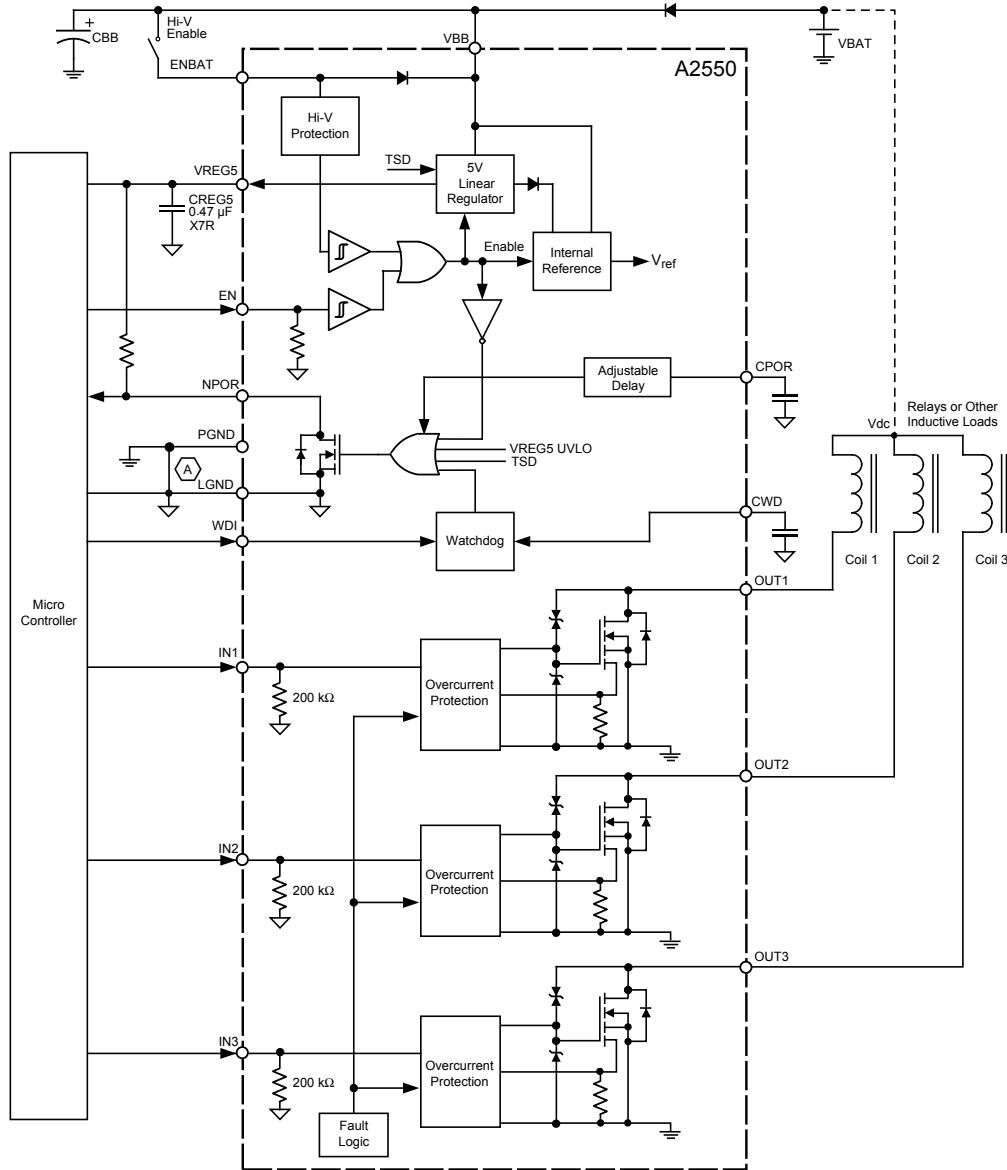 Hi-V
Enable
+
CBB
ENBAT
VBB
VBAT
A2550
Hi-V
Protection
VREG5
TSD
5V
Linear
Regulator
CREG5
0.47 µF
X7R
Enable
Internal
Reference
Vref
EN
Adjustable
Delay
CPOR
NPOR
Relays or Other
Inductive Loads
Vdc
PGND
A
VREG5 UVLO
TSD
LGND
CWD
WDI
Watchdog
Coil 1
Coil 2
Coil 3
OUT1
Micro
Controller
IN1
200 kΩ
Overcurrent
Protection
OUT2
IN2
200 kΩ
Overcurrent
Protection
OUT3
IN3
200 kΩ
Overcurrent
Protection
Fault
Logic